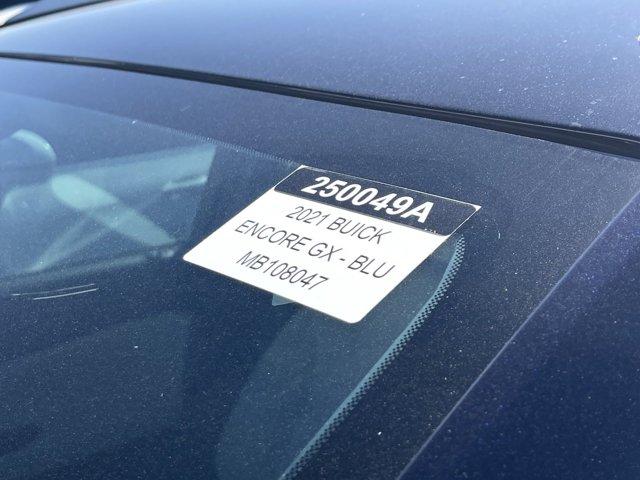 250049A
2021 BUICK
ENCORE GX - BLU
MB108047